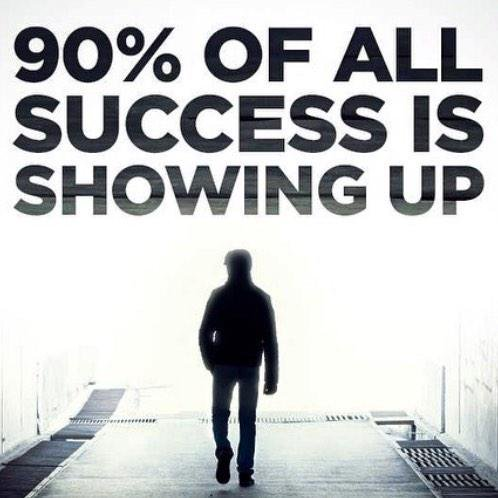 90% OF ALL
SUCCESS IS
SHOWING UP